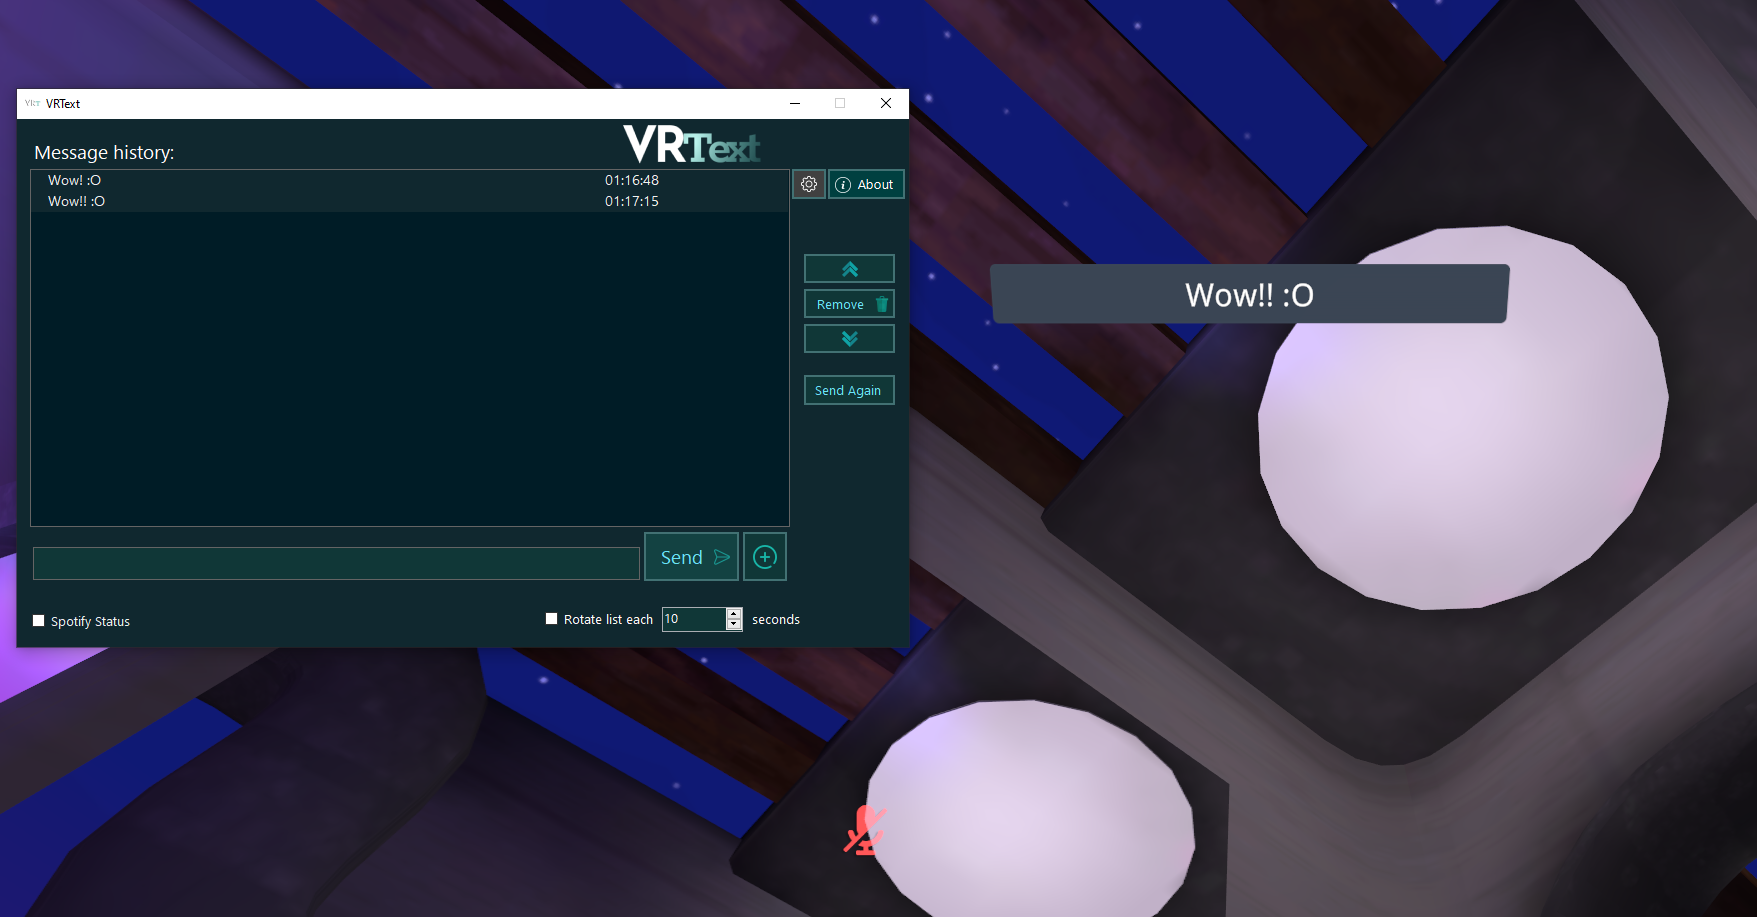 VRT VRText
Message history:
VRText
Wow! :O 01:16:48
Wow!! :O 01:17:15
About
Remove
Send Again
Wow!! :O
Send
Spotify Status
Rotate list each 10 seconds